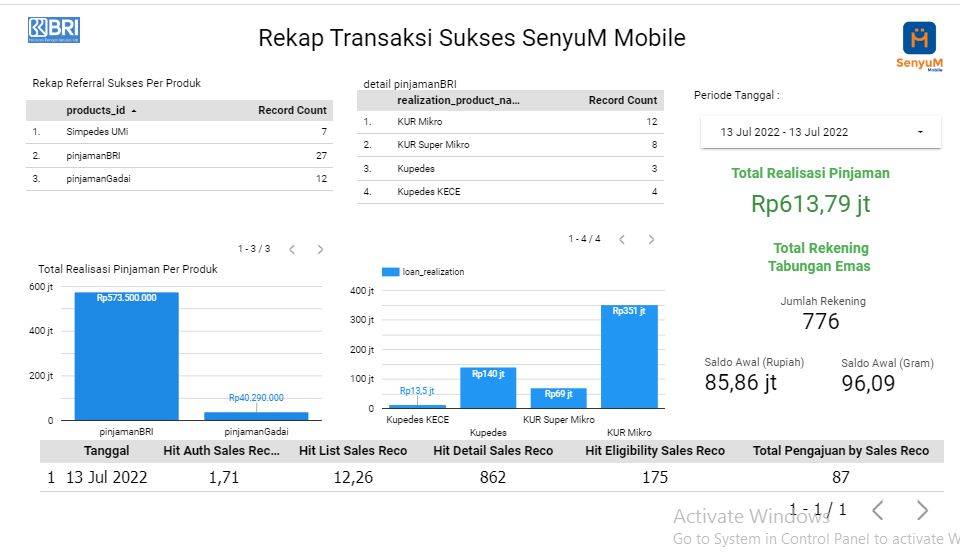 BRI
Rekap Transaksi Sukses SenyuM Mobile
SenyuM
Mobile
Rekap Referral Sukses Per Produk
products_id Record Count
1. Simpedes UMi 7
2. pinjamanBRI 27
3. pinjamanGadai 12
1 - 3 / 3
detail pinjamanBRI
realization_product_na... Record Count
1. KUR Mikro 12
2. KUR Super Mikro 8
3. Kupedes 3
4. Kupedes KECE 4
1 - 4 / 4
Periode Tanggal :
13 Jul 2022 - 13 Jul 2022
Total Realisasi Pinjaman
Rp613,79 jt
Total Rekening
Tabungan Emas
Jumlah Rekening
776
Saldo Awal (Rupiah) Saldo Awal (Gram)
85,86 jt 96,09
Total Realisasi Pinjaman Per Produk
600 jt
400 jt
200 jt
0
Rp573.500.000
Rp40.290.000
pinjamanBRI pinjamanGadai
loan_realization
400 jt
300 jt
200 jt
100 jt
0
Rp13,5 jt
Rp140 jt
Rp69 jt
Rp351 jt
Kupedes KECE
Kupedes
KUR Super Mikro
KUR Mikro
Tanggal Hit Auth Sales Rec... Hit List Sales Reco Hit Detail Sales Reco Hit Eligibility Sales Reco Total Pengajuan by Sales Reco
1 13 Jul 2022 1,71 12,26 862 175 87
1 - 1 / 1
Activate Windows
Go to System in Control Panel to activate W